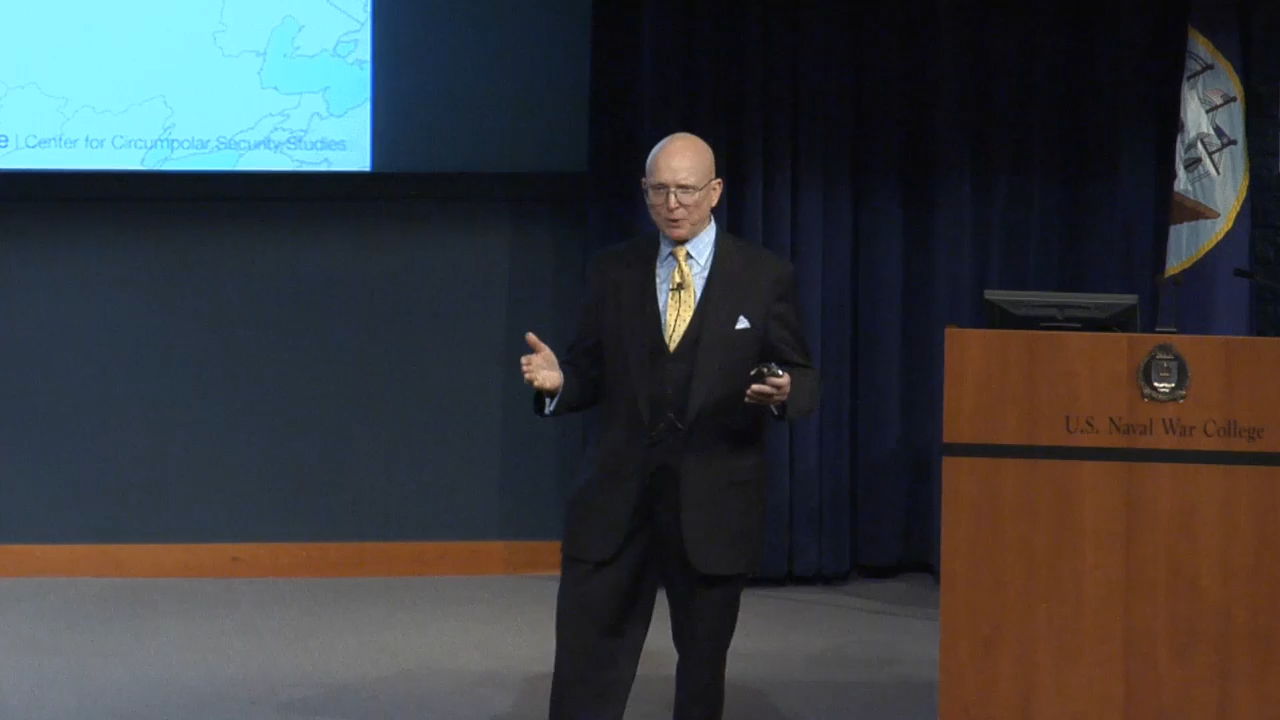 e | Center for Circumpolar Security Studies
U.S. Naval War College